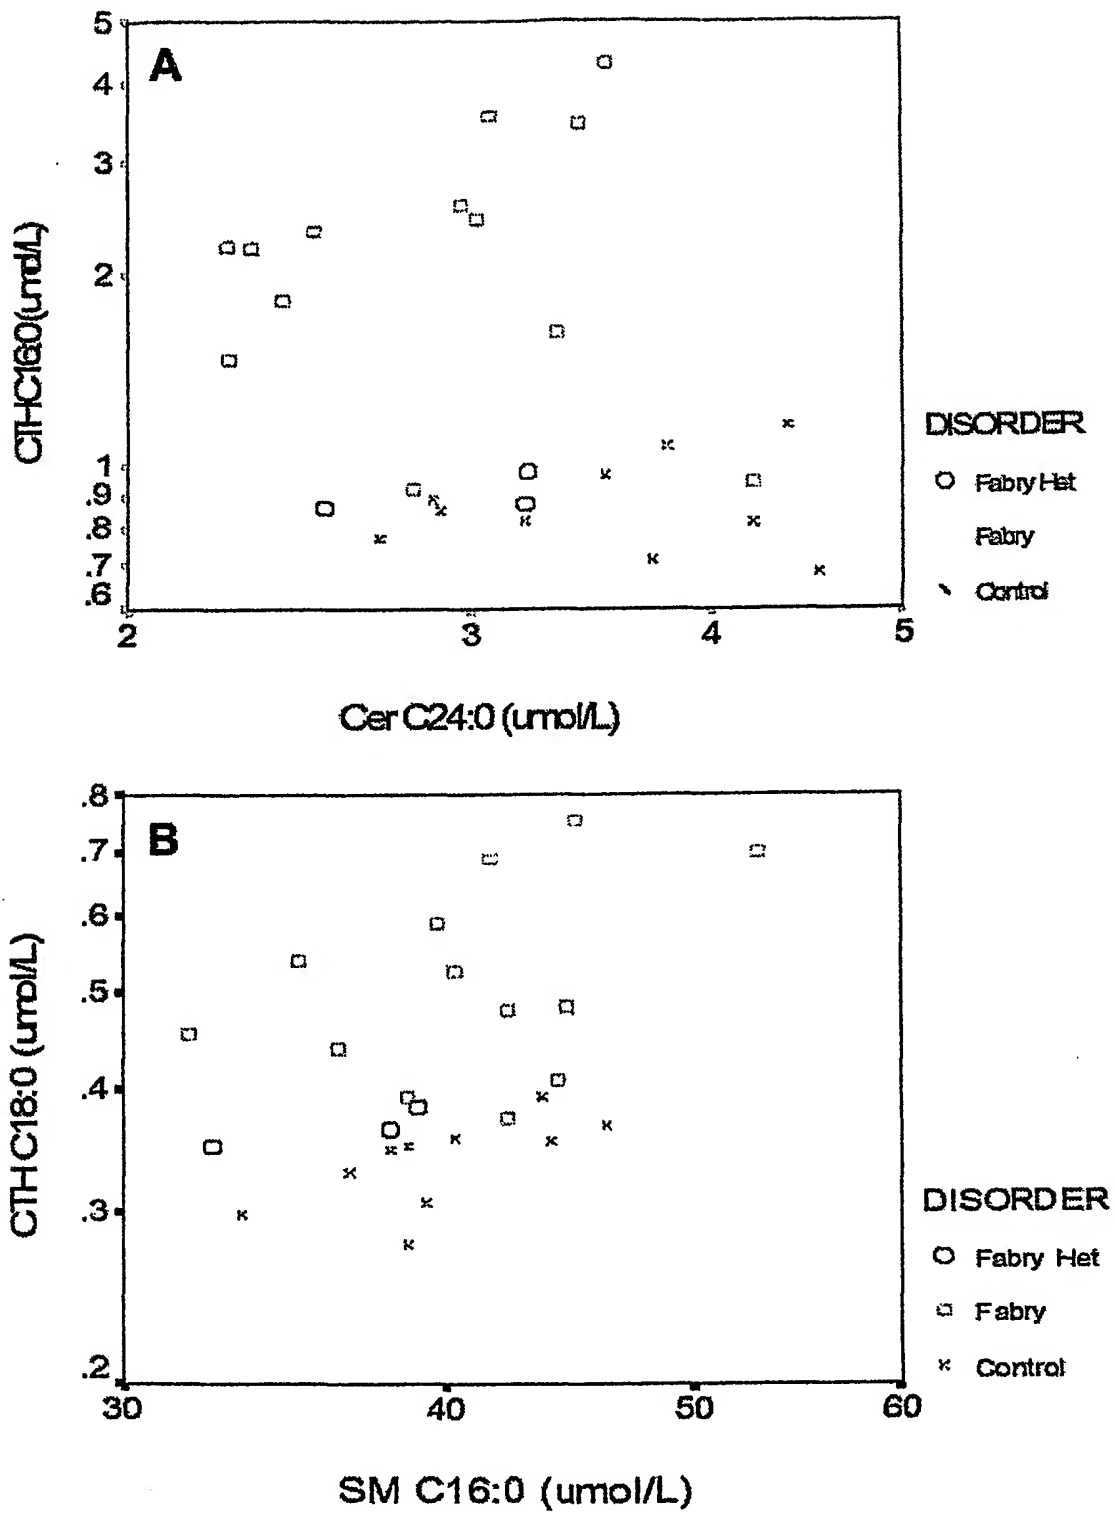 A
5
4
3
2
1
.9
.8
.7
.6
CTHC16:0(umol/L)
2 3 4 5
Cer C24:0 (umol/L)
DISORDER
Fabry Het
Fabry
Control
B
.8
.7
.6
.5
.4
.3
.2
CTH C18:0 (umol/L)
30 40 50 60
SM C16:0 (umol/L)
DISORDER
Fabry Het
Fabry
Control